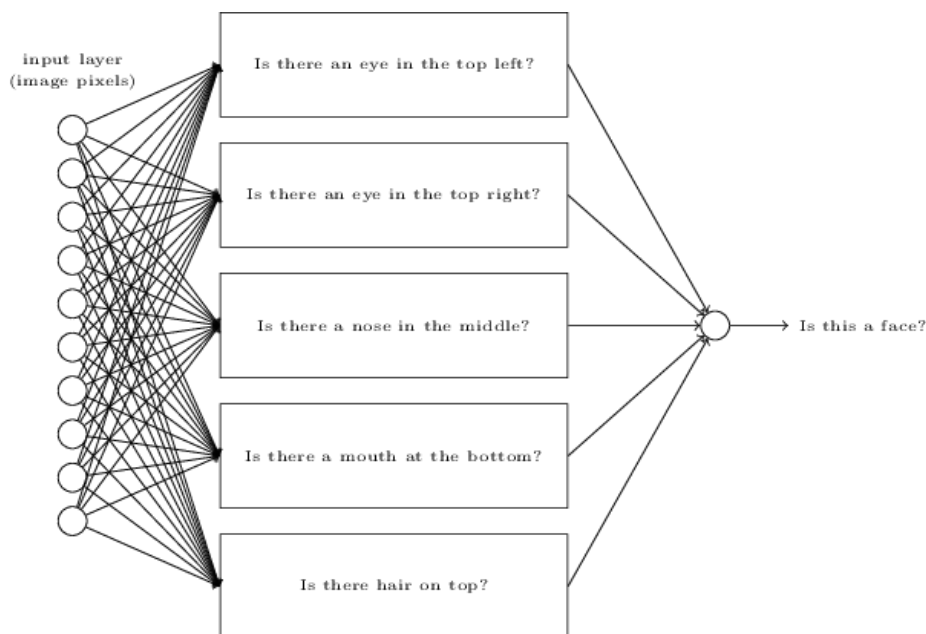 input layer
(image pixels)
Is there an eye in the top left?
Is there an eye in the top right?
Is there a nose in the middle?
Is this a face?
Is there a mouth at the bottom?
Is there hair on top?